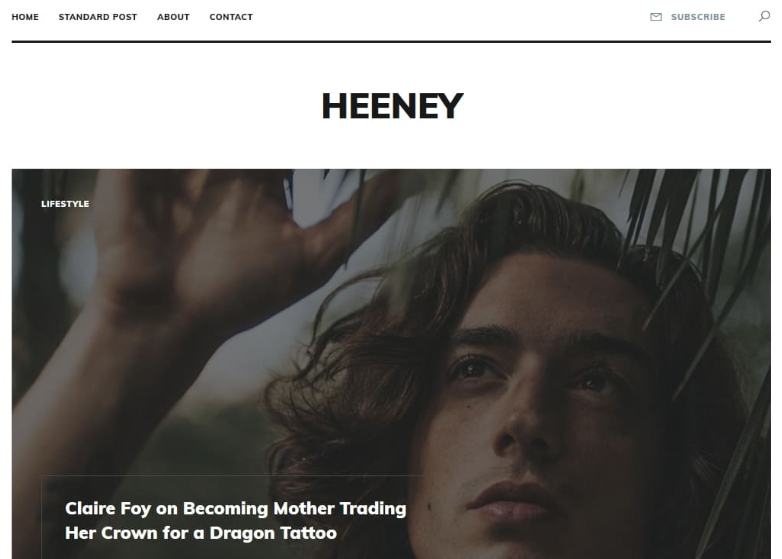 HOME STANDARD POST ABOUT CONTACT SUBSCRIBE
HEENEY
LIFESTYLE
Claire Foy on Becoming Mother Trading
Her Crown for a Dragon Tattoo